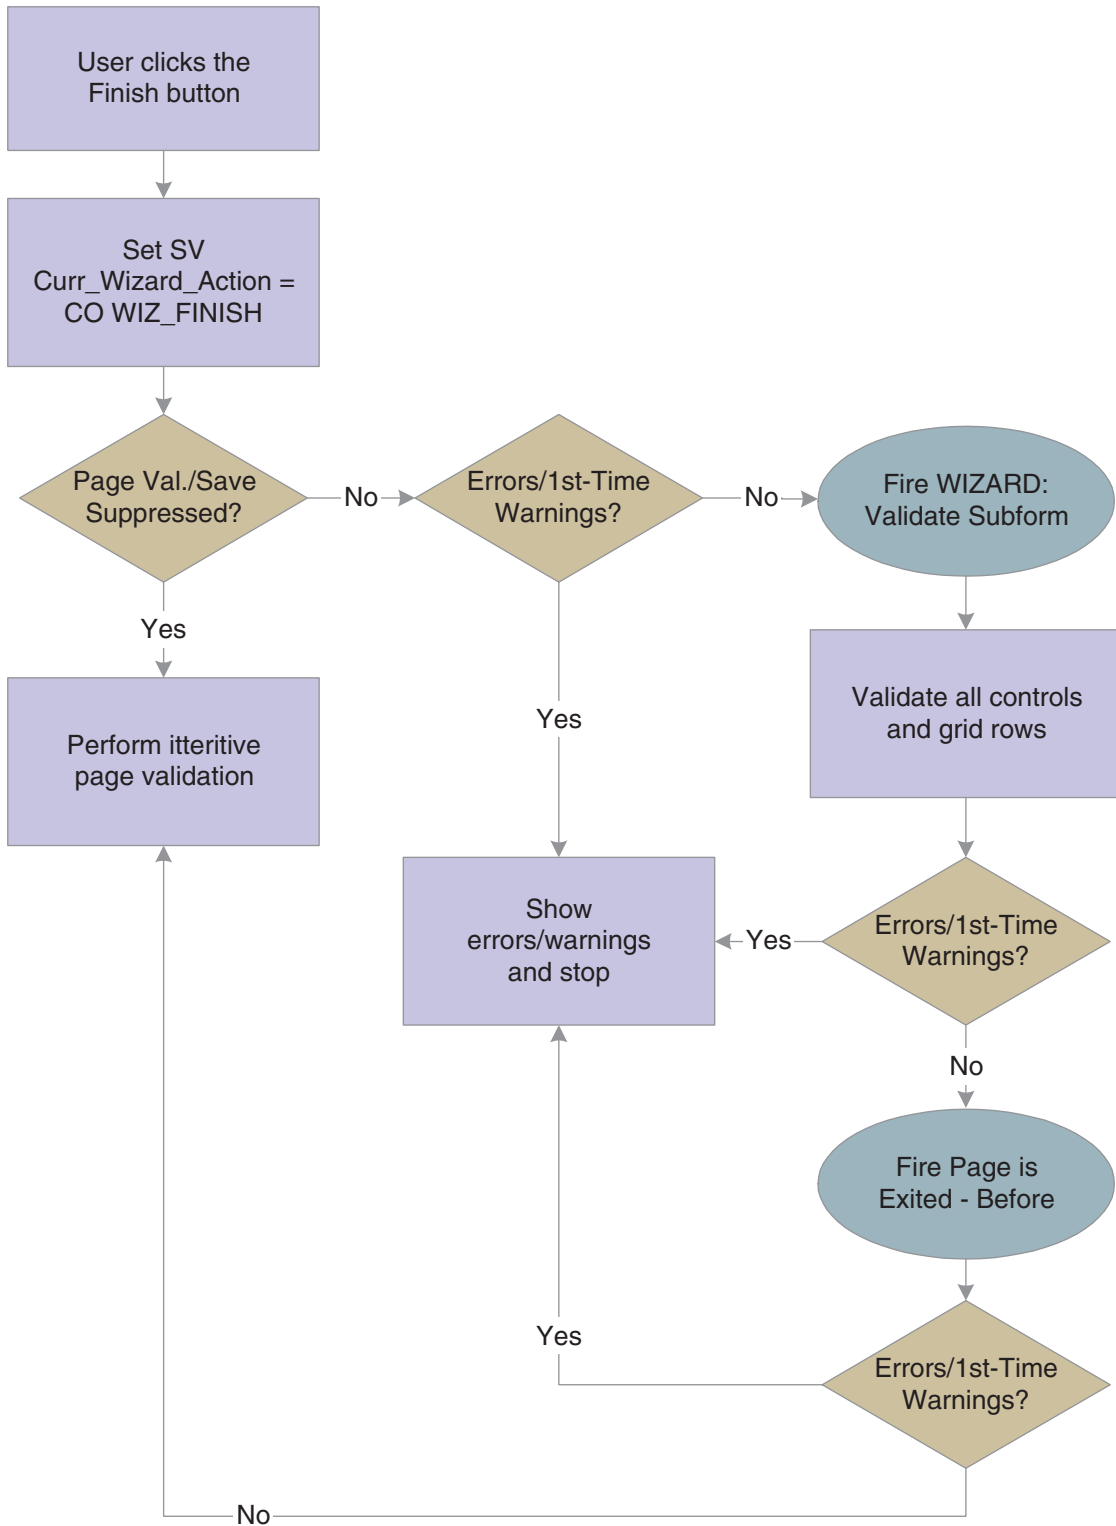 User clicks the
Finish button
Set SV
Curr_Wizard_Action =
CO WIZ_FINISH
Page Val./Save
Suppressed?
No
Errors/1st-Time
Warnings?
No
Fire WIZARD:
Validate Subform
Yes
Perform itteritive
page validation
Yes
Validate all controls
and grid rows
Show
errors/warnings
and stop
Yes
Errors/1st-Time
Warnings?
No
Fire Page is
Exited - Before
Yes
Errors/1st-Time
Warnings?
No